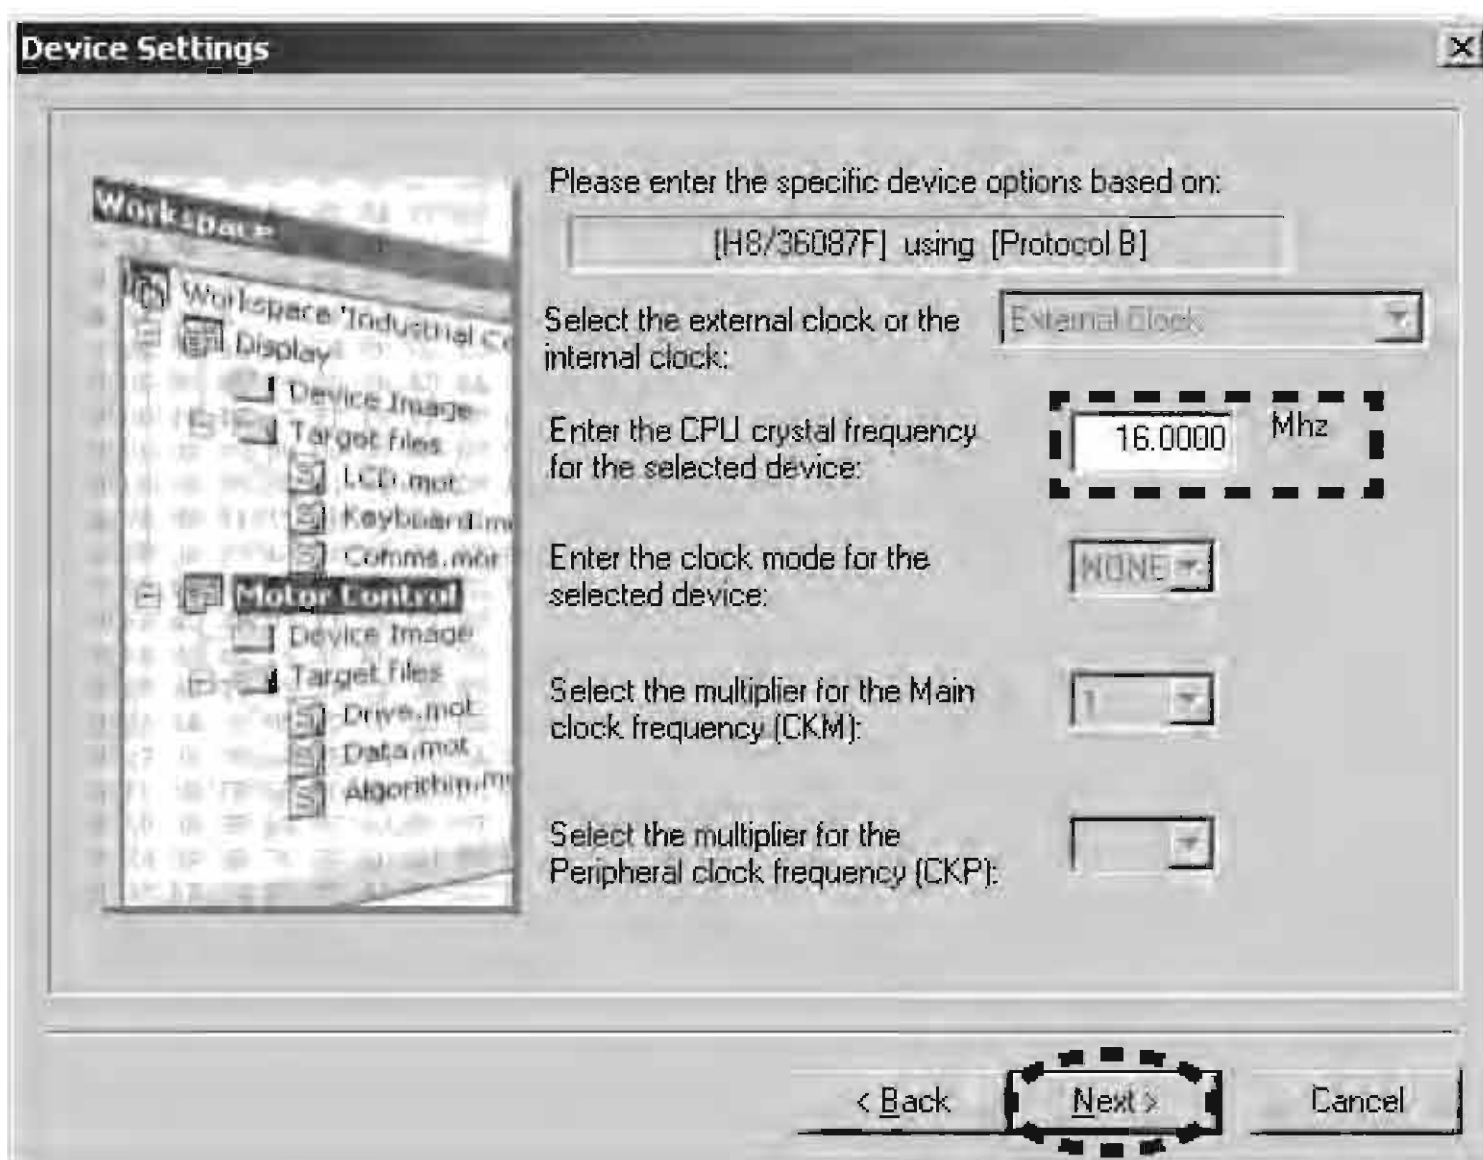 Device Settings
Please enter the specific device options based on:
[H8/36087F] using [Protocol B]
Select the external clock or the
internal clock:
External Clock
Enter the CPU crystal frequency
for the selected device:
16.0000 Mhz
Enter the clock mode for the
selected device:
NONE
Select the multiplier for the Main
clock frequency (CKM):
1
Select the multiplier for the
Peripheral clock frequency (CKP):
Workspace
Workspace 'Industrial Co
Display
Device Image
Target files
LCD.mot
Keyboard.mo
Comms.mot
Motor Control
Device Image
Target files
Drive.mot
Data.mot
Algorithm.mo
< Back
Next >
Cancel